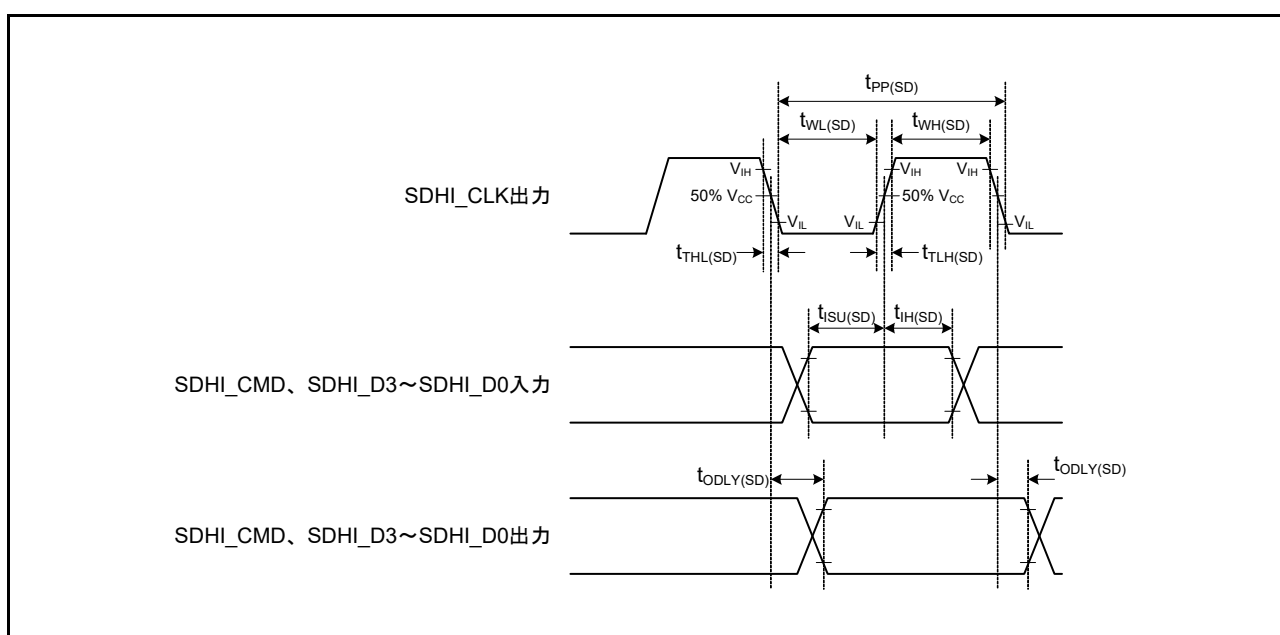 tPP(SD)
tWL(SD) tWH(SD)
VIH VIH VIH
SDHI_CLK出力 50% VCC 50% VCC
VIL VIL VIL
tTHL(SD) tTLH(SD)
tISU(SD) tIH(SD)
SDHI_CMD、SDHI_D3～SDHI_D0入力
tODLY(SD) tODLY(SD)
SDHI_CMD、SDHI_D3～SDHI_D0出力